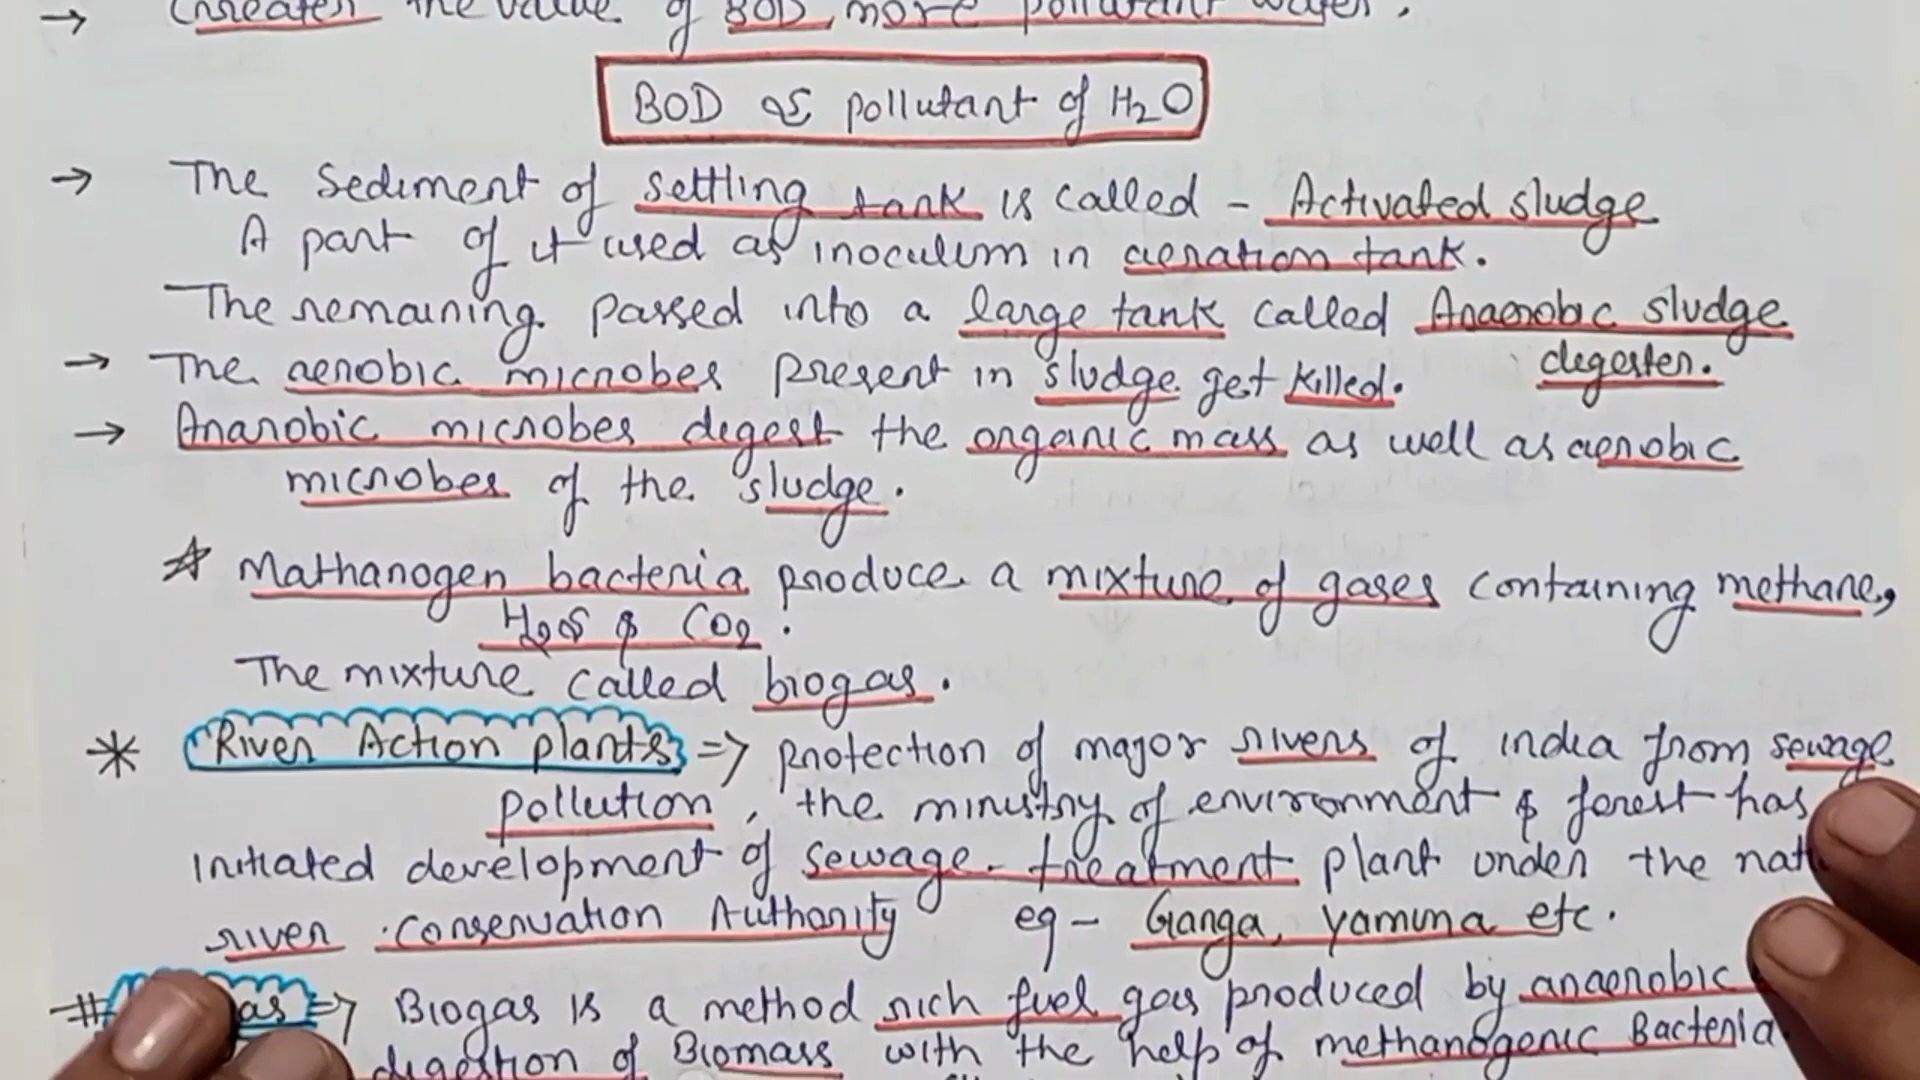 → Greater the value of BOD, more pollutant water.
BOD ∝ pollutant of H2O
→ The Sediment of settling tank is called - Activated sludge
A part of it used as inoculum in aeration tank.
The remaining passed into a large tank called Anaerobic sludge
digester.
→ The aerobic microbes present in sludge get killed.
→ Anarobic microbes digest the organic mass as well as aerobic
microbes of the sludge.
☆ Mathanogen bacteria produce a mixture of gases containing methane,
H2S & CO2.
The mixture called biogas.
* River Action plants => protection of major rivers of india from sewage
pollution, the ministry of environment & forest has
initiated development of sewage-treatment plant under the nat
river conservation Authority eg - Ganga, yamuna etc.
# as => Biogas is a method rich fuel gas produced by anaerobic
digestion of Biomass with the help of methanogenic Bacteria.